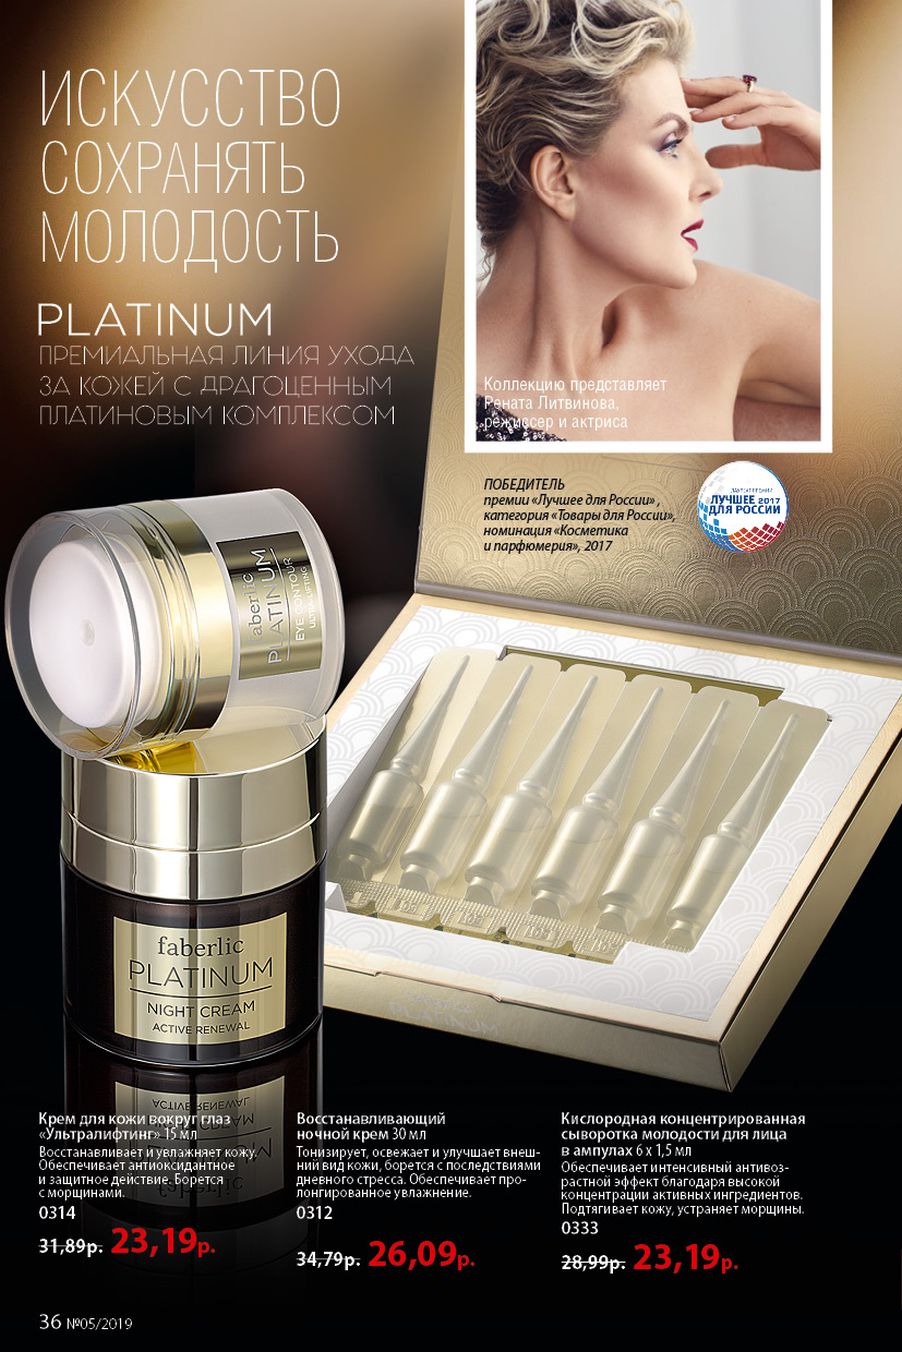 ИСКУССТВО
СОХРАНЯТЬ
МОЛОДОСТЬ
PLATINUM
ПРЕМИАЛЬНАЯ ЛИНИЯ УХОДА
ЗА КОЖЕЙ С ДРАГОЦЕННЫМ
ПЛАТИНОВЫМ КОМПЛЕКСОМ
Коллекцию представляет
Рената Литвинова,
режиссер и актриса
ПОБЕДИТЕЛЬ
премии «Лучшее для России» ,
категория «Товары для России»,
номинация «Косметика
и парфюмерия», 2017
ЛУЧШЕЕ 2017
ДЛЯ РОССИИ
faberlic
PLATINUM
EYE CONTOUR
ULTRALIFTING
faberlic
PLATINUM
NIGHT CREAM
ACTIVE RENEWAL
faberlic
PLATINUM
Крем для кожи вокруг глаз
«Ультралифтинг» 15 мл
Восстанавливает и увлажняет кожу.
Обеспечивает антиоксидантное
и защитное действие. Борется
с морщинами.
0314
31,89р. 23,19р.
Восстанавливающий
ночной крем 30 мл
Тонизирует, освежает и улучшает внеш-
ний вид кожи, борется с последствиями
дневного стресса. Обеспечивает про-
лонгированное увлажнение.
0312
34,79р. 26,09р.
Кислородная концентрированная
сыворотка молодости для лица
в ампулах 6 х 1,5 мл
Обеспечивает интенсивный антивоз-
растной эффект благодаря высокой
концентрации активных ингредиентов.
Подтягивает кожу, устраняет морщины.
0333
28,99р. 23,19р.
36 №05/2019